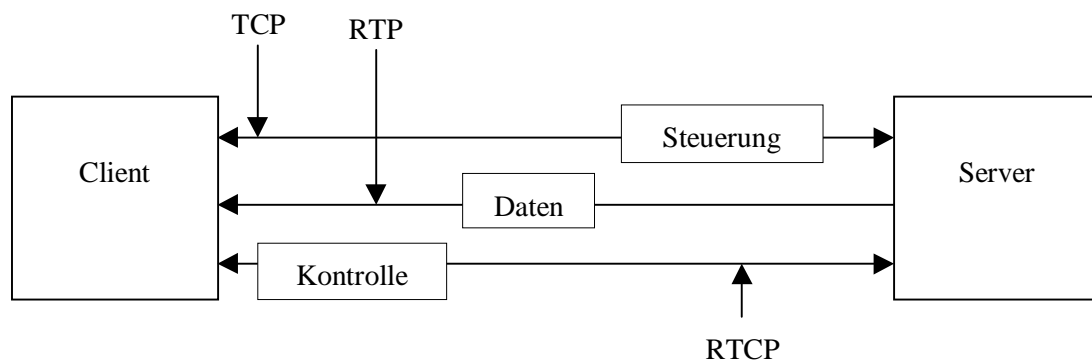 TCP
RTP
Steuerung
Client
Server
Daten
Kontrolle
RTCP